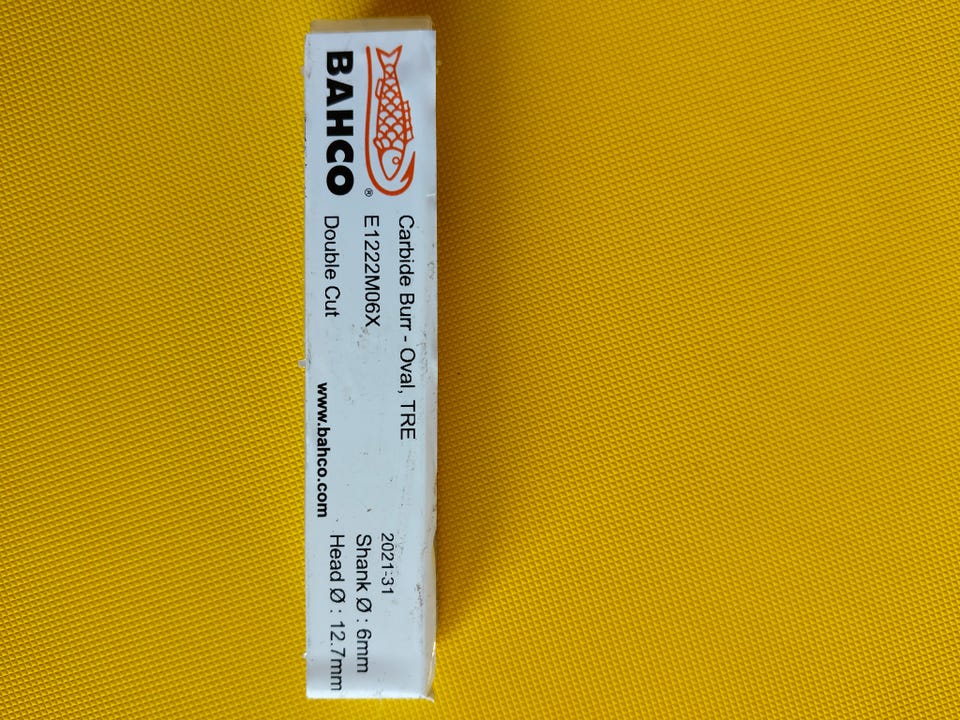 BAHCO
®
Carbide Burr - Oval, TRE
E1222M06X
Double Cut
www.bahco.com
2021-31
Shank Ø : 6mm
Head Ø : 12.7mm